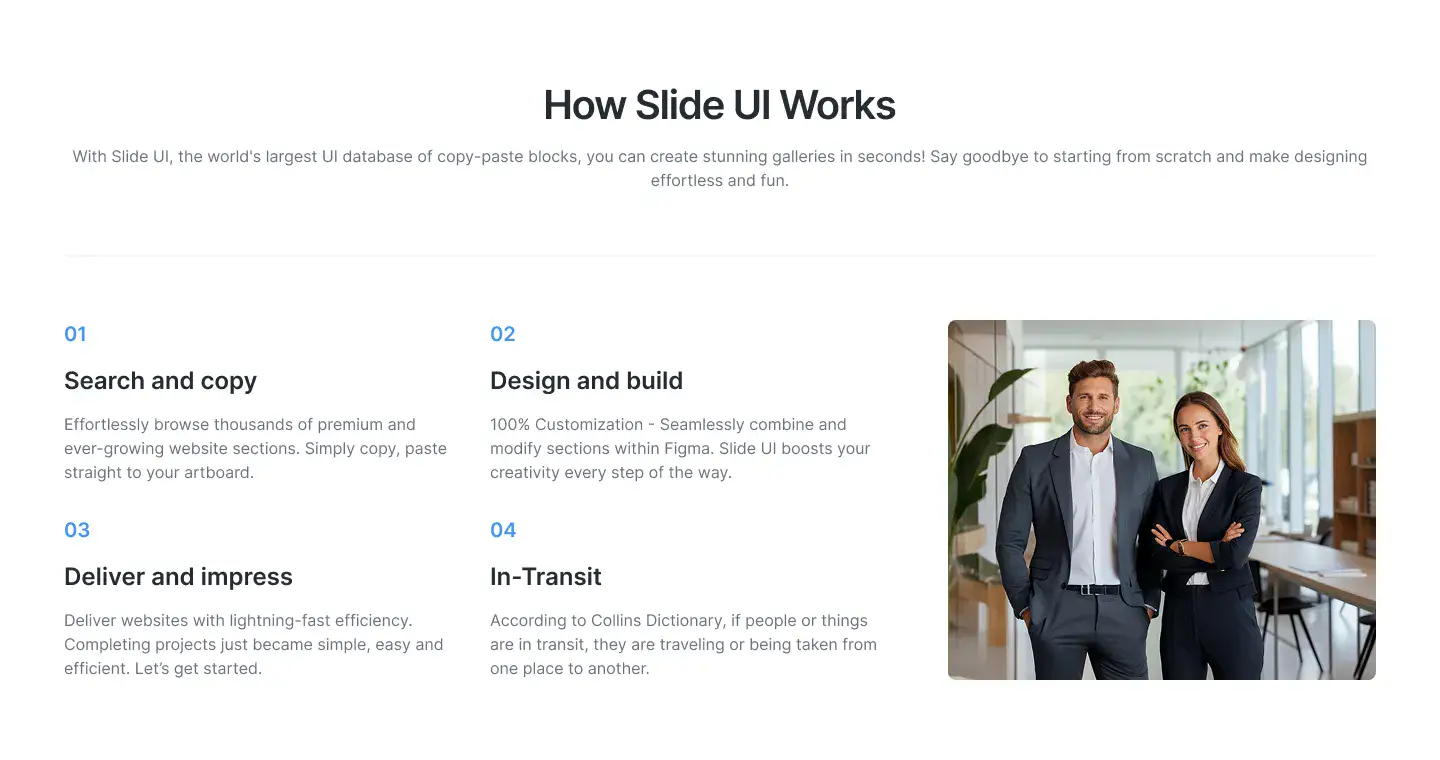 How Slide UI Works
With Slide UI, the world's largest UI database of copy-paste blocks, you can create stunning galleries in seconds! Say goodbye to starting from scratch and make designing
effortless and fun.
01
Search and copy
Effortlessly browse thousands of premium and
ever-growing website sections. Simply copy, paste
straight to your artboard.
02
Design and build
100% Customization - Seamlessly combine and
modify sections within Figma. Slide UI boosts your
creativity every step of the way.
03
Deliver and impress
Deliver websites with lightning-fast efficiency.
Completing projects just became simple, easy and
efficient. Let’s get started.
04
In-Transit
According to Collins Dictionary, if people or things
are in transit, they are traveling or being taken from
one place to another.